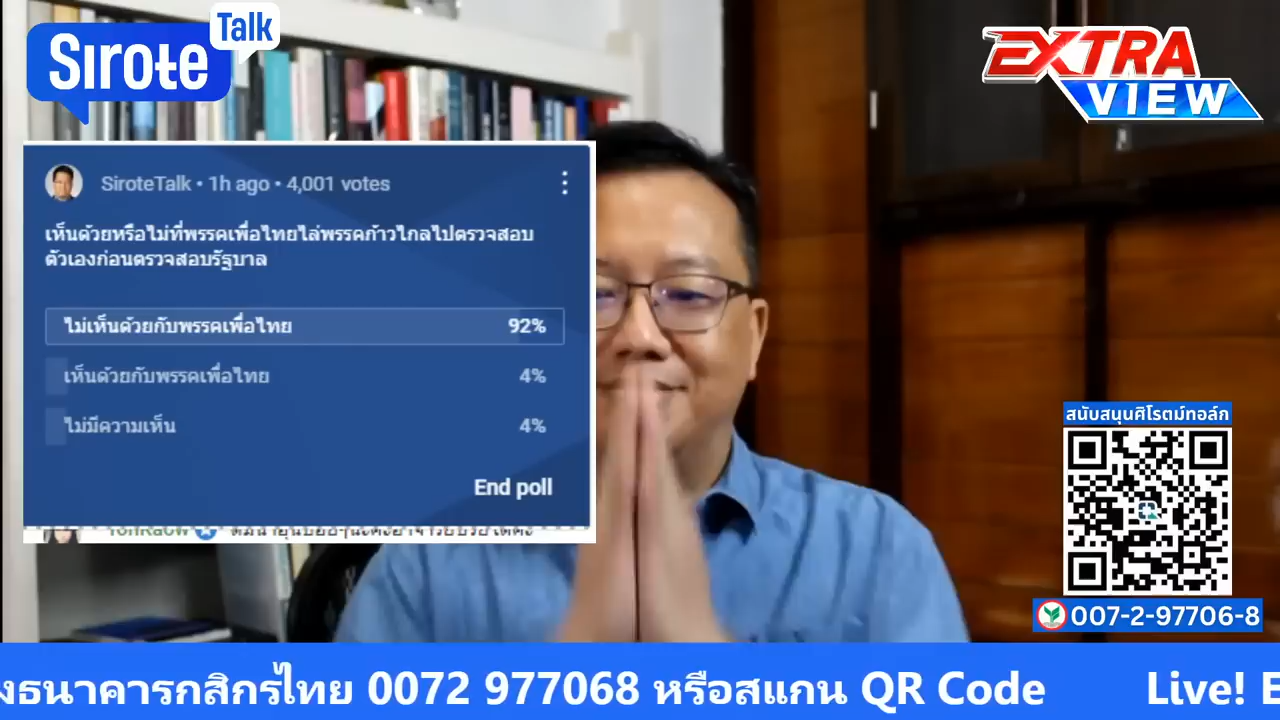 Sirote
Talk
EXTRA
VIEW
SiroteTalk • 1h ago • 4,001 votes
เห็นด้วยหรือไม่ที่พรรคเพื่อไทยไล่พรรคก้าวไกลไปตรวจสอบ
ตัวเองก่อนตรวจสอบรัฐบาล
ไม่เห็นด้วยกับพรรคเพื่อไทย 92%
เห็นด้วยกับพรรคเพื่อไทย 4%
ไม่มีความเห็น 4%
End poll
สนับสนุนศิโรตม์ทอล์ก
007-2-97706-8
งธนาคารกสิกรไทย 0072 977068 หรือสแกน QR Code Live! E